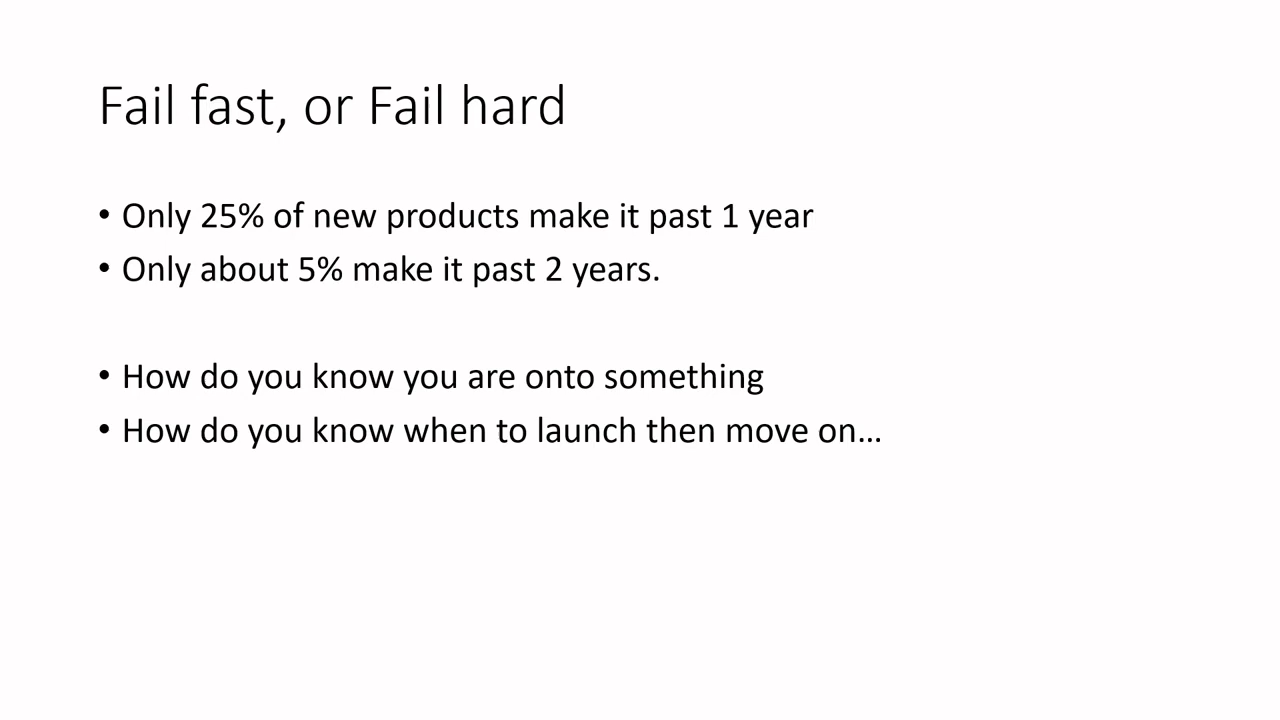 Fail fast, or Fail hard
• Only 25% of new products make it past 1 year
• Only about 5% make it past 2 years.
• How do you know you are onto something
• How do you know when to launch then move on…